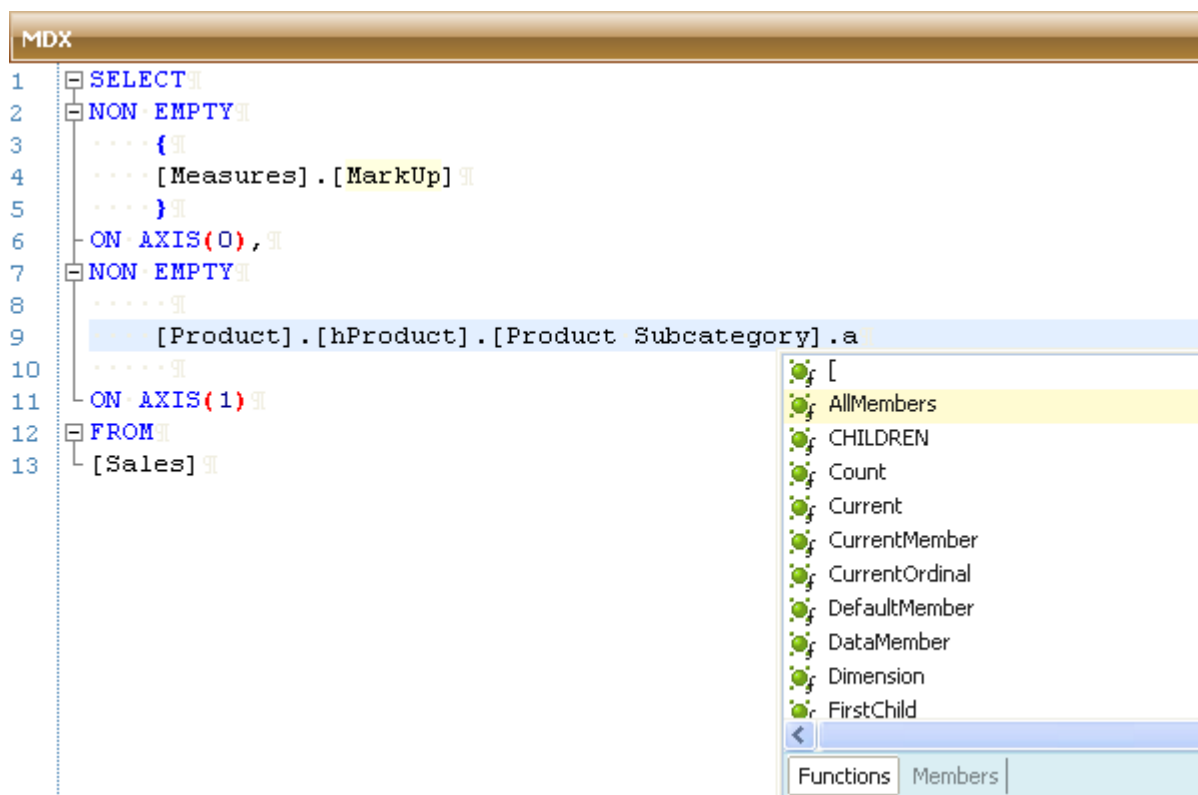 MDX
1 SELECT¶
2 NON EMPTY¶
3 ····{¶
4 ····[Measures].[MarkUp]¶
5 ····}¶
6 ON AXIS(0),¶
7 NON EMPTY¶
8 ·····¶
9 [Product].[hProduct].[Product Subcategory].a
10 ·····¶
11 ON AXIS(1)¶
12 FROM¶
13 [Sales]¶
[
AllMembers
CHILDREN
Count
Current
CurrentMember
CurrentOrdinal
DefaultMember
DataMember
Dimension
FirstChild
Functions Members